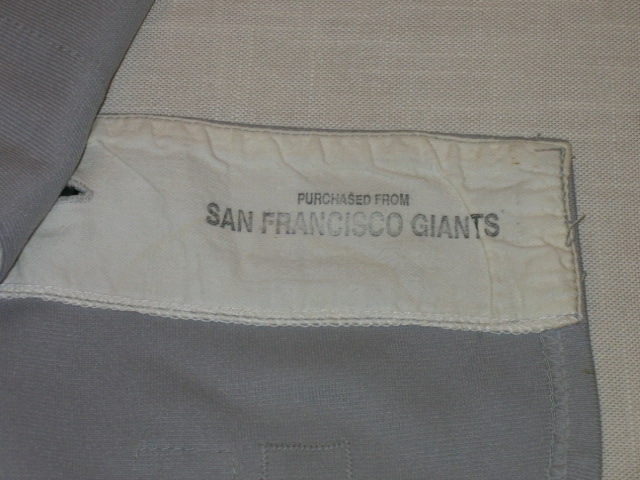 PURCHASED FROM
SAN FRANCISCO GIANTS